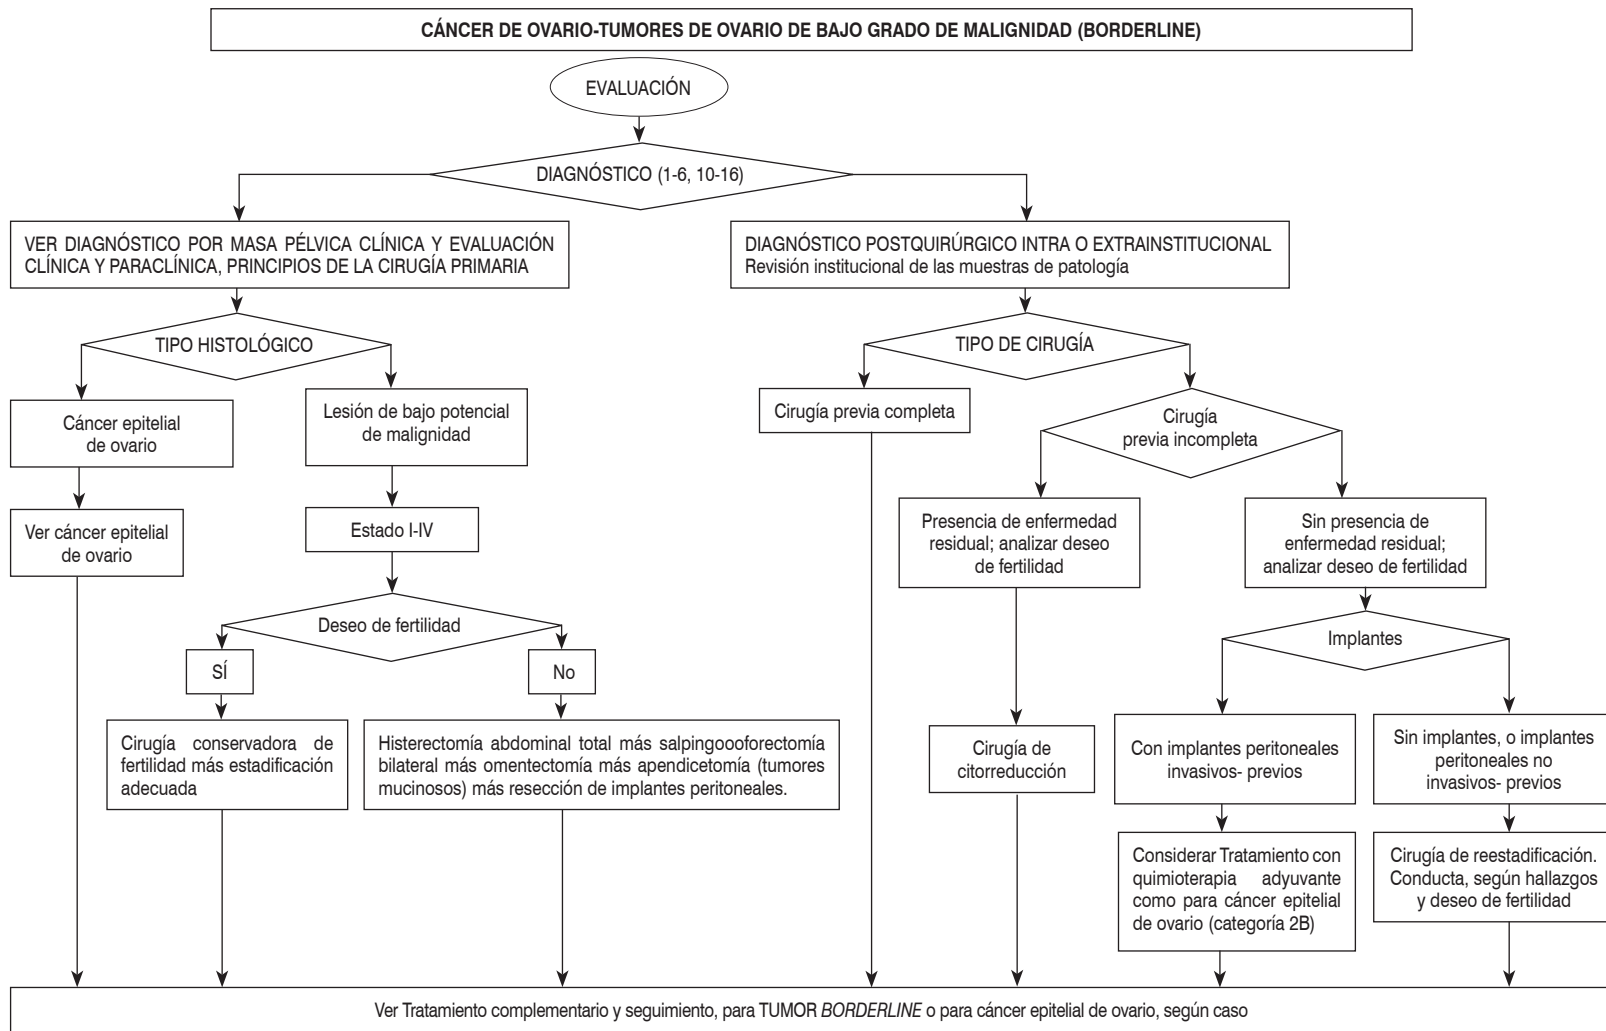 CÁNCER DE OVARIO-TUMORES DE OVARIO DE BAJO GRADO DE MALIGNIDAD (BORDERLINE)
EVALUACIÓN
DIAGNÓSTICO (1-6, 10-16)
VER DIAGNÓSTICO POR MASA PÉLVICA CLÍNICA Y EVALUACIÓN
CLÍNICA Y PARACLÍNICA, PRINCIPIOS DE LA CIRUGÍA PRIMARIA
DIAGNÓSTICO POSTQUIRÚRGICO INTRA O EXTRAINSTITUCIONAL
Revisión institucional de las muestras de patología
TIPO HISTOLÓGICO
TIPO DE CIRUGÍA
Cáncer epitelial
de ovario
Lesión de bajo potencial
de malignidad
Cirugía previa completa
Cirugía
previa incompleta
Ver cáncer epitelial
de ovario
Estado I-IV
Presencia de enfermedad
residual; analizar deseo
de fertilidad
Sin presencia de
enfermedad residual;
analizar deseo de fertilidad
Deseo de fertilidad
Implantes
SÍ
No
Cirugía conservadora de
fertilidad más estadificación
adecuada
Histerectomía abdominal total más salpingoooforectomía
bilateral más omentectomía más apendicetomía (tumores
mucinosos) más resección de implantes peritoneales.
Cirugía de
citorreducción
Con implantes peritoneales
invasivos- previos
Sin implantes, o implantes
peritoneales no
invasivos- previos
Considerar Tratamiento con
quimioterapia adyuvante
como para cáncer epitelial
de ovario (categoría 2B)
Cirugía de reestadificación.
Conducta, según hallazgos
y deseo de fertilidad
Ver Tratamiento complementario y seguimiento, para TUMOR BORDERLINE o para cáncer epitelial de ovario, según caso